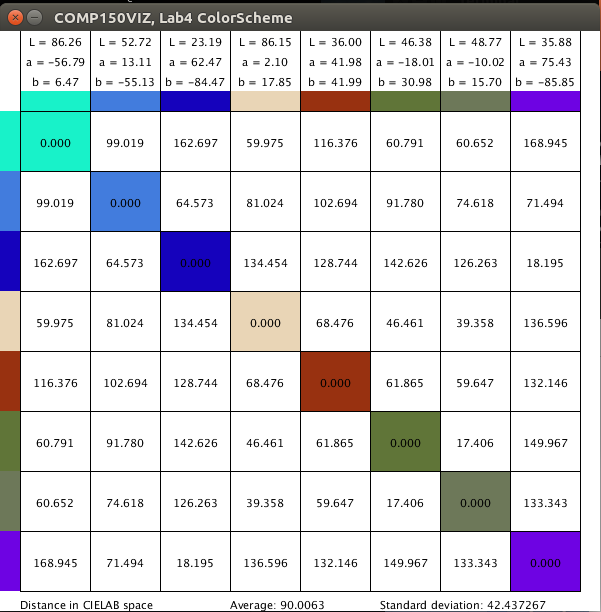 COMP150VIZ, Lab4 ColorScheme
L = 86.26 L = 52.72 L = 23.19 L = 86.15 L = 36.00 L = 46.38 L = 48.77 L = 35.88
a = −56.79 a = 13.11 a = 62.47 a = 2.10 a = 41.98 a = −18.01 a = −10.02 a = 75.43
b = 6.47 b = −55.13 b = −84.47 b = 17.85 b = 41.99 b = 30.98 b = 15.70 b = −85.85
0.000 99.019 162.697 59.975 116.376 60.791 60.652 168.945
99.019 0.000 64.573 81.024 102.694 91.780 74.618 71.494
162.697 64.573 0.000 134.454 128.744 142.626 126.263 18.195
59.975 81.024 134.454 0.000 68.476 46.461 39.358 136.596
116.376 102.694 128.744 68.476 0.000 61.865 59.647 132.146
60.791 91.780 142.626 46.461 61.865 0.000 17.406 149.967
60.652 74.618 126.263 39.358 59.647 17.406 0.000 133.343
168.945 71.494 18.195 136.596 132.146 149.967 133.343 0.000
Distance in CIELAB space Average: 90.0063 Standard deviation: 42.437267